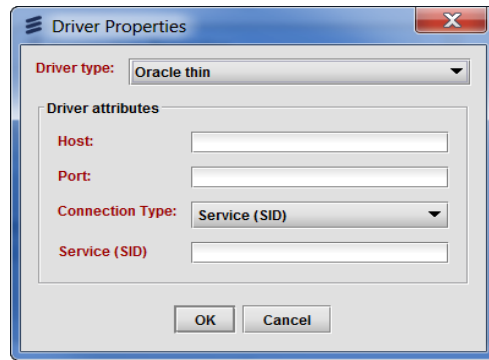 Driver Properties
Driver type: Oracle thin
Driver attributes
Host:
Port:
Connection Type: Service (SID)
Service (SID)
OK Cancel